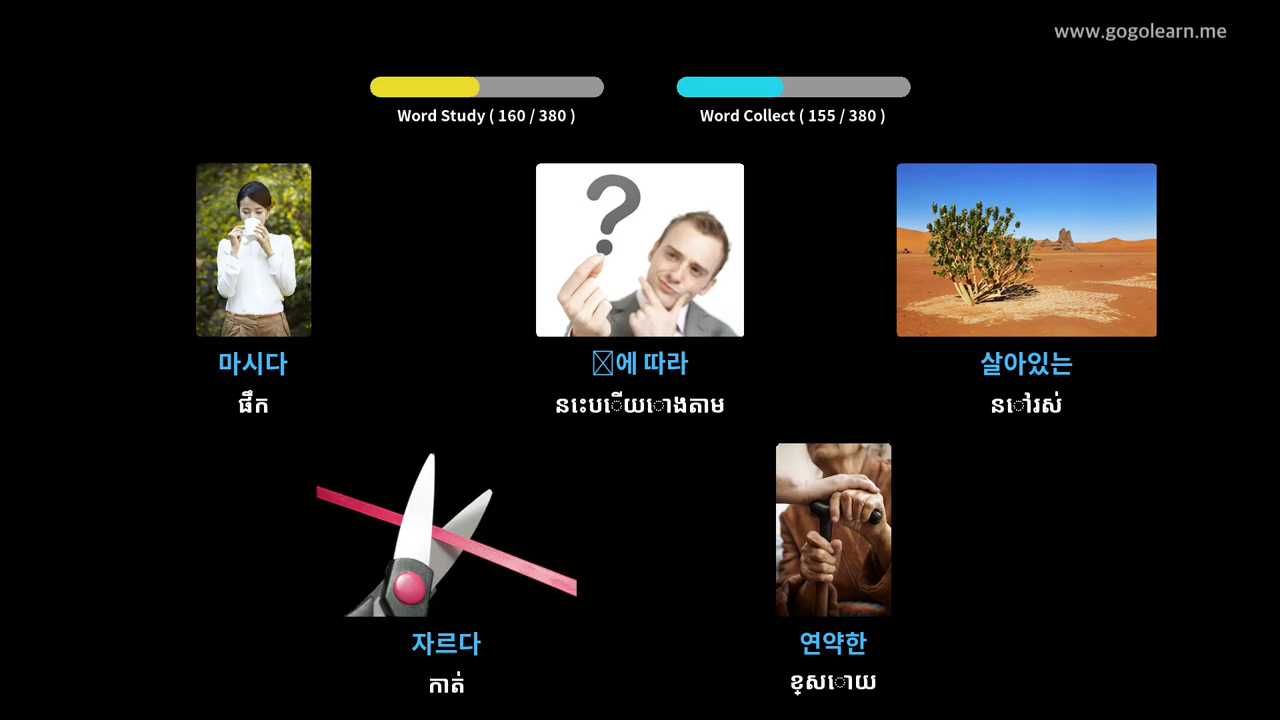 www.gogolearn.me
Word Study ( 160 / 380 )
Word Collect ( 155 / 380 )
마시다
에 따라
살아있는
ផឹក
នេះបើយោងតាម
នៅរស់
자르다
연약한
កាត់
ខ្សោយ